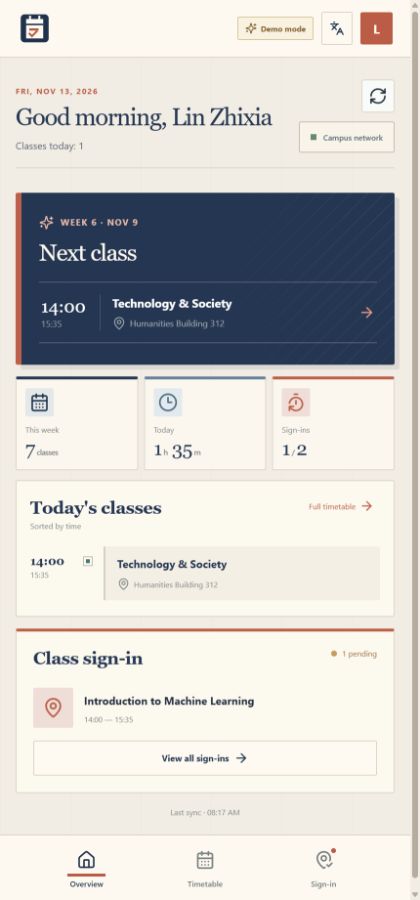 Demo mode
L
FRI, NOV 13, 2026
Good morning, Lin Zhixia
Classes today: 1
Campus network
WEEK 6 · NOV 9
Next class
14:00
15:35
Technology & Society
Humanities Building 312
This week
7 classes
Today
1 h 35 m
Sign-ins
1/2
Today's classes
Sorted by time
Full timetable
14:00
15:35
Technology & Society
Humanities Building 312
Class sign-in
1 pending
Introduction to Machine Learning
14:00 — 15:35
View all sign-ins
Last sync · 08:17 AM
Overview
Timetable
Sign-in